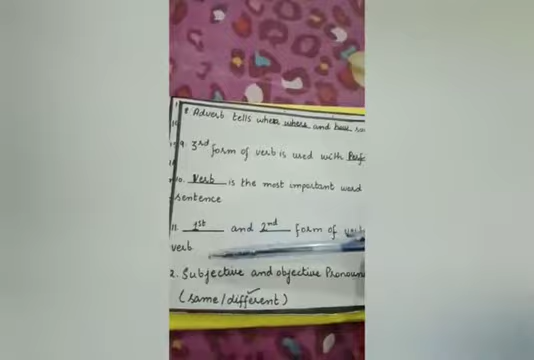 8. Adverb tells when, where and how
9. 3rd form of verb is used with
10. Verb is the most important word
sentence
11. 1st and 2nd form of
verb
2. Subjective and objective Pronoun
(same/different)